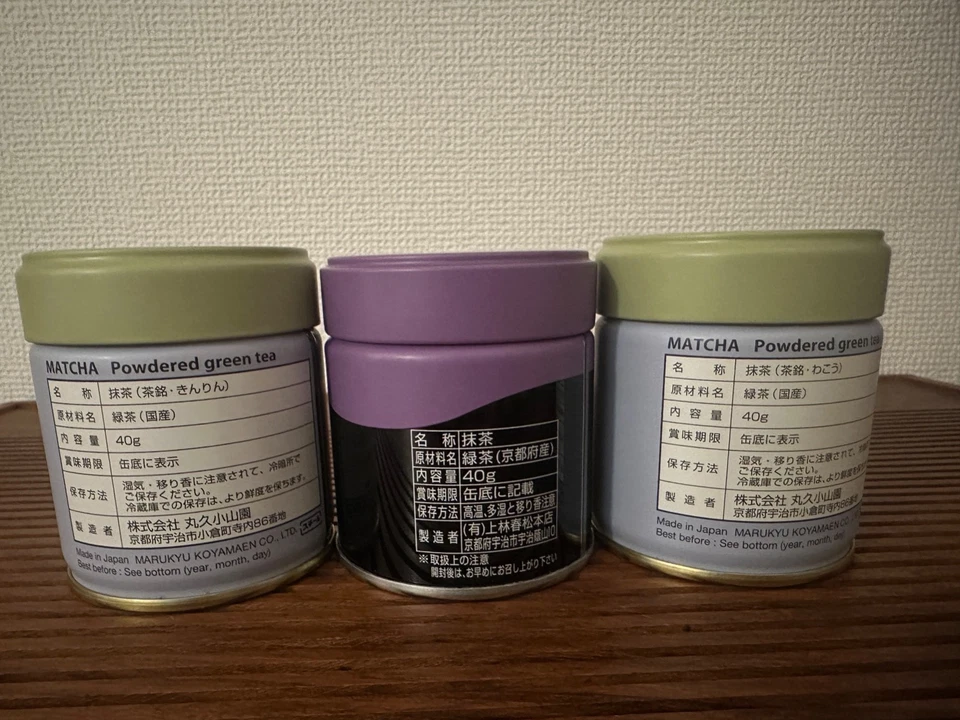 MATCHA Powdered green tea
名称 抹茶(茶銘・きんりん)
原材料名 緑茶(国産)
内容量 40g
賞味期限 缶底に表示
保存方法 湿気・移り香に注意されて、冷暗所で
ご保存ください。
冷蔵庫での保存は、より鮮度を保ちます。
製造者 株式会社 丸久小山園
京都府宇治市小倉町寺内86番地
Made in Japan MARUKYU KOYAMAEN CO., LTD.
Best before : See bottom (year, month, day)
名称 抹茶
原材料名 緑茶(京都府産)
内容量 40g
賞味期限 缶底に記載
保存方法 高温、多湿と移り香注意
製造者 (有)上林春松本店
京都府宇治市宇治
※取扱上の注意
開封後は、お早めにお召し上がり下さい
MATCHA Powdered green tea
名称 抹茶(茶銘・わこう)
原材料名 緑茶(国産)
内容量 40g
賞味期限 缶底に表示
保存方法 湿気・移り香に注意されて、
ご保存ください。
冷蔵庫での保存は、より鮮度を保
製造者 株式会社 丸久小山園
京都府宇治市小倉町寺内86番地
Made in Japan MARUKYU KOYAMAEN CO.,
Best before : See bottom (year, month, day)